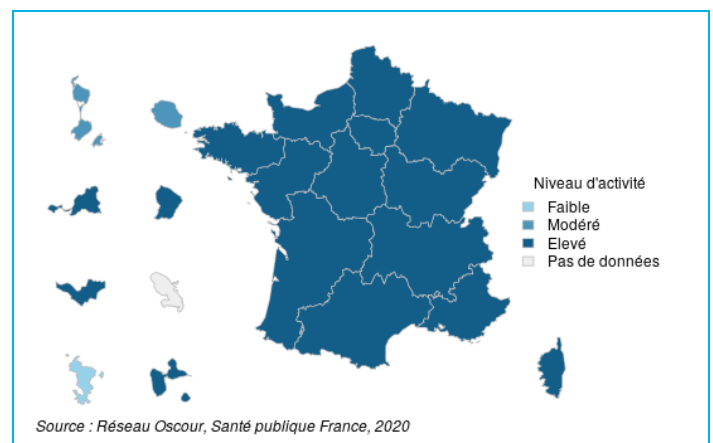 Niveau d'activité
Faible
Modéré
Elevé
Pas de données
Source : Réseau Oscour, Santé publique France, 2020